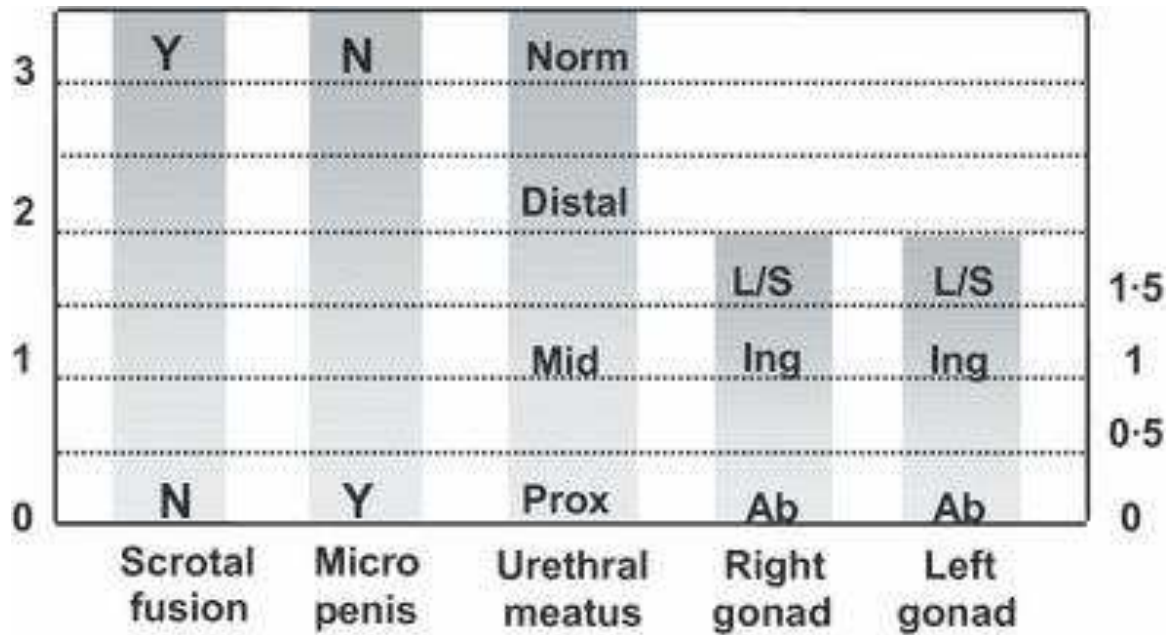 3
Y N Norm
2
Distal
L/S L/S
1·5
1
Mid Ing Ing
1
0·5
0
N Y Prox Ab Ab
0
Scrotal fusion
Micro penis
Urethral meatus
Right gonad
Left gonad